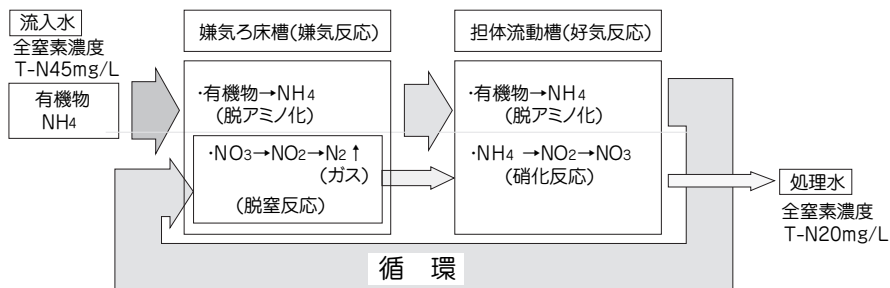 流入水
全窒素濃度
T-N45mg/L
有機物
NH4
嫌気ろ床槽(嫌気反応)
・有機物→NH4
(脱アミノ化)
・NO3→NO2→N2↑
(ガス)
(脱窒反応)
担体流動槽(好気反応)
・有機物→NH4
(脱アミノ化)
・NH4 →NO2→NO3
(硝化反応)
処理水
全窒素濃度
T-N20mg/L
循 環